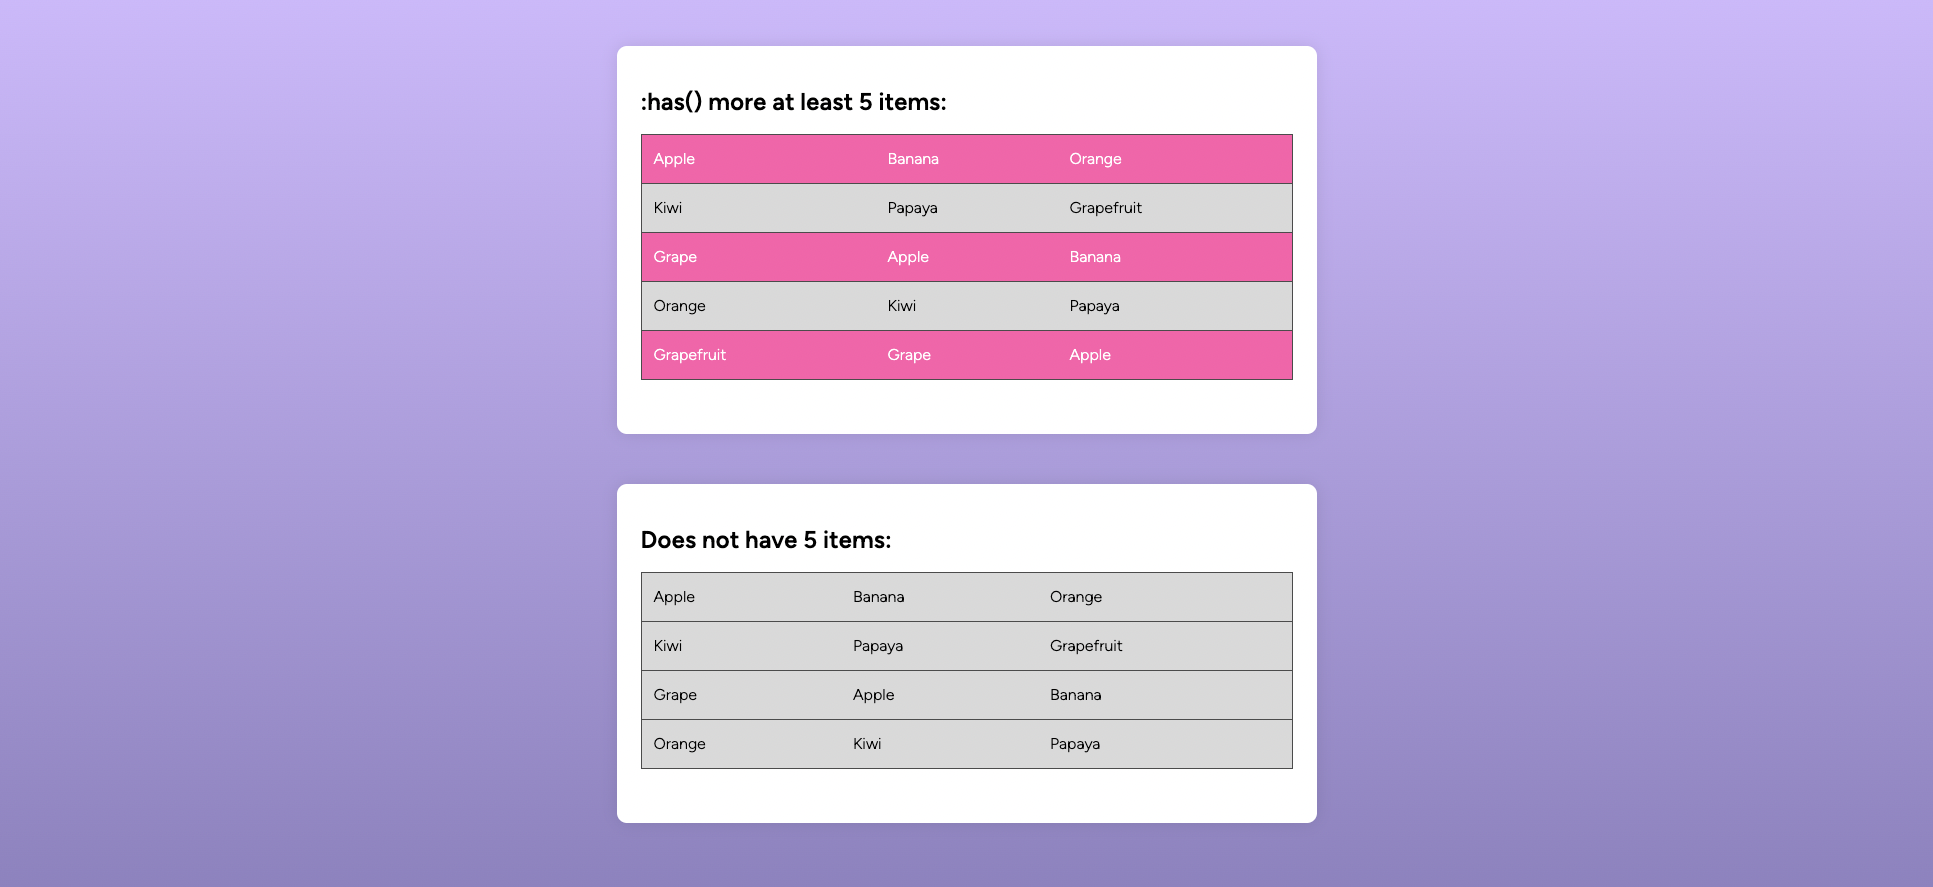 :has() more at least 5 items:
Apple Banana Orange
Kiwi Papaya Grapefruit
Grape Apple Banana
Orange Kiwi Papaya
Grapefruit Grape Apple
Does not have 5 items:
Apple Banana Orange
Kiwi Papaya Grapefruit
Grape Apple Banana
Orange Kiwi Papaya